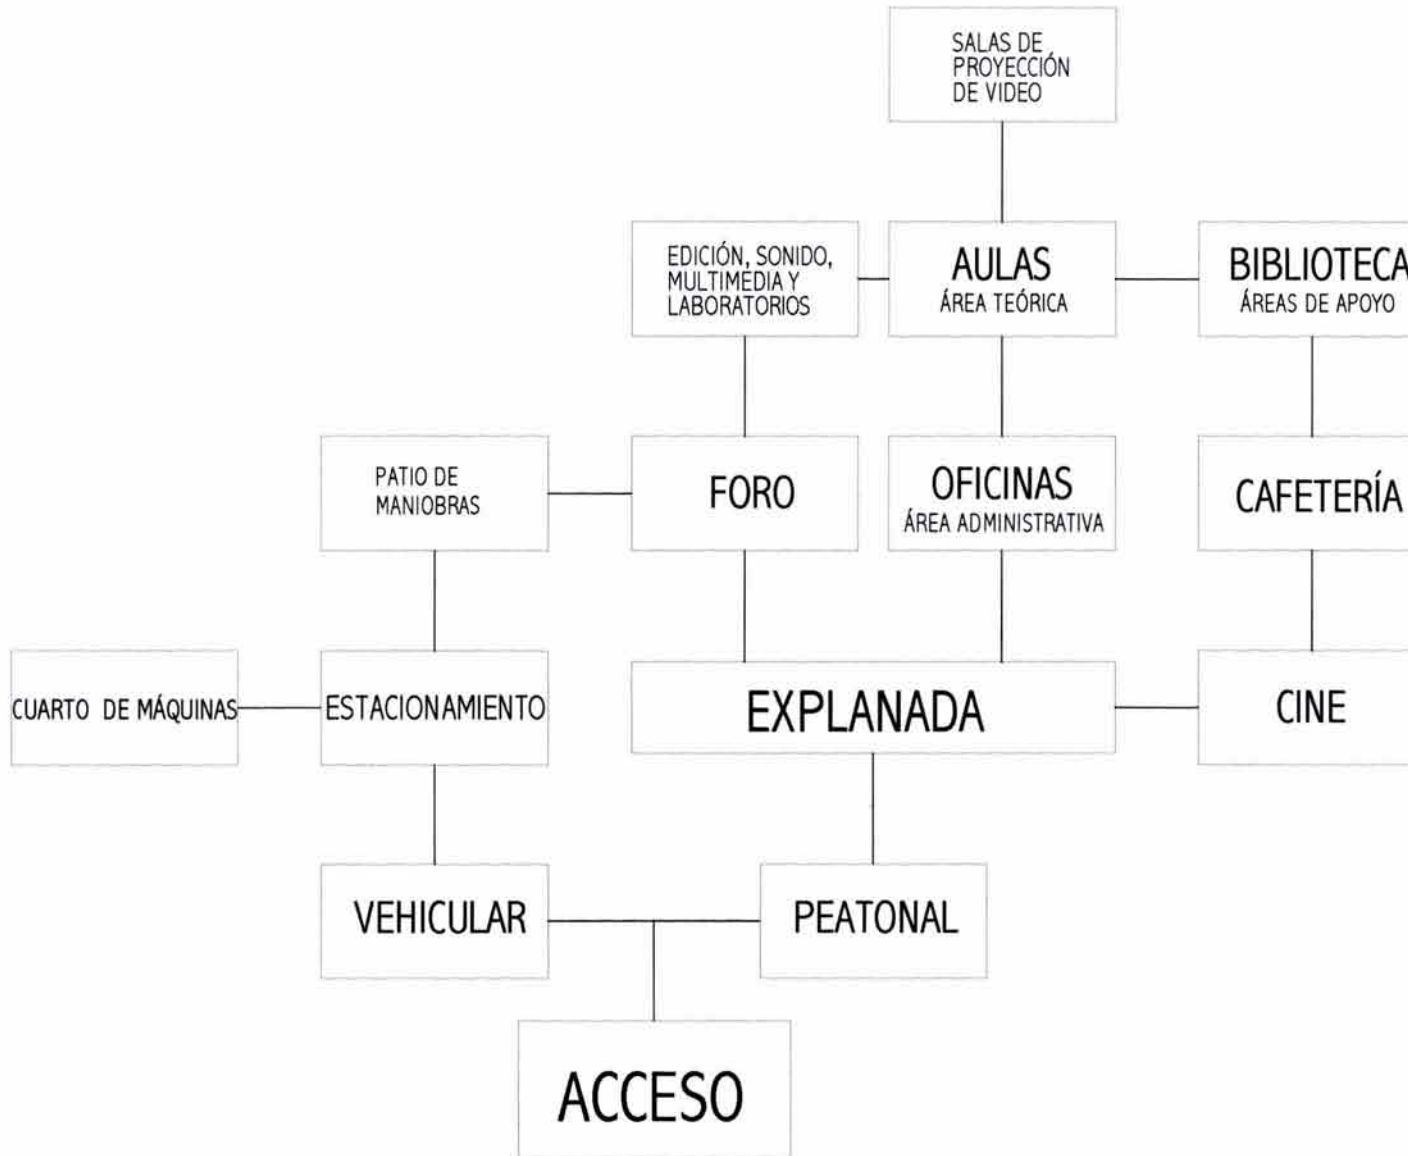 SALAS DE
PROYECCIÓN
DE VIDEO
EDICIÓN, SONIDO,
MULTIMEDIA Y
LABORATORIOS
AULAS
ÁREA TEÓRICA
BIBLIOTECA
ÁREAS DE APOYO
PATIO DE
MANIOBRAS
FORO
OFICINAS
ÁREA ADMINISTRATIVA
CAFETERÍA
CUARTO DE MÁQUINAS
ESTACIONAMIENTO
EXPLANADA
CINE
VEHICULAR
PEATONAL
ACCESO